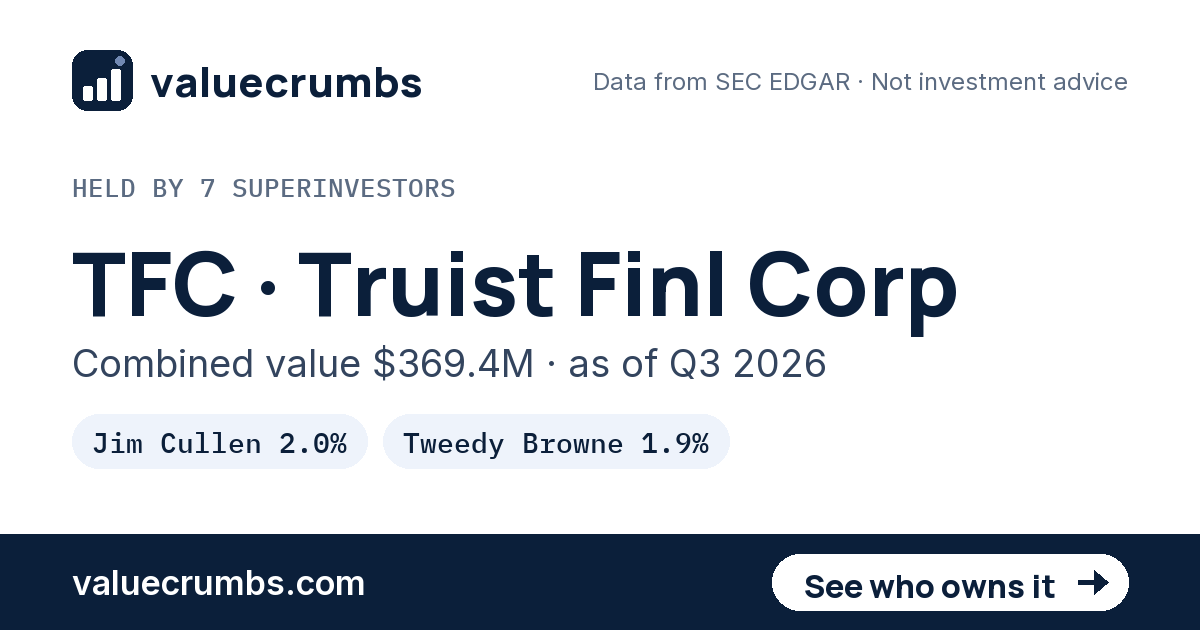 valuecrumbs
Data from SEC EDGAR · Not investment advice
HELD BY 7 SUPERINVESTORS
TFC · Truist Finl Corp
Combined value $369.4M · as of Q3 2026
Jim Cullen 2.0%
Tweedy Browne 1.9%
valuecrumbs.com
See who owns it →